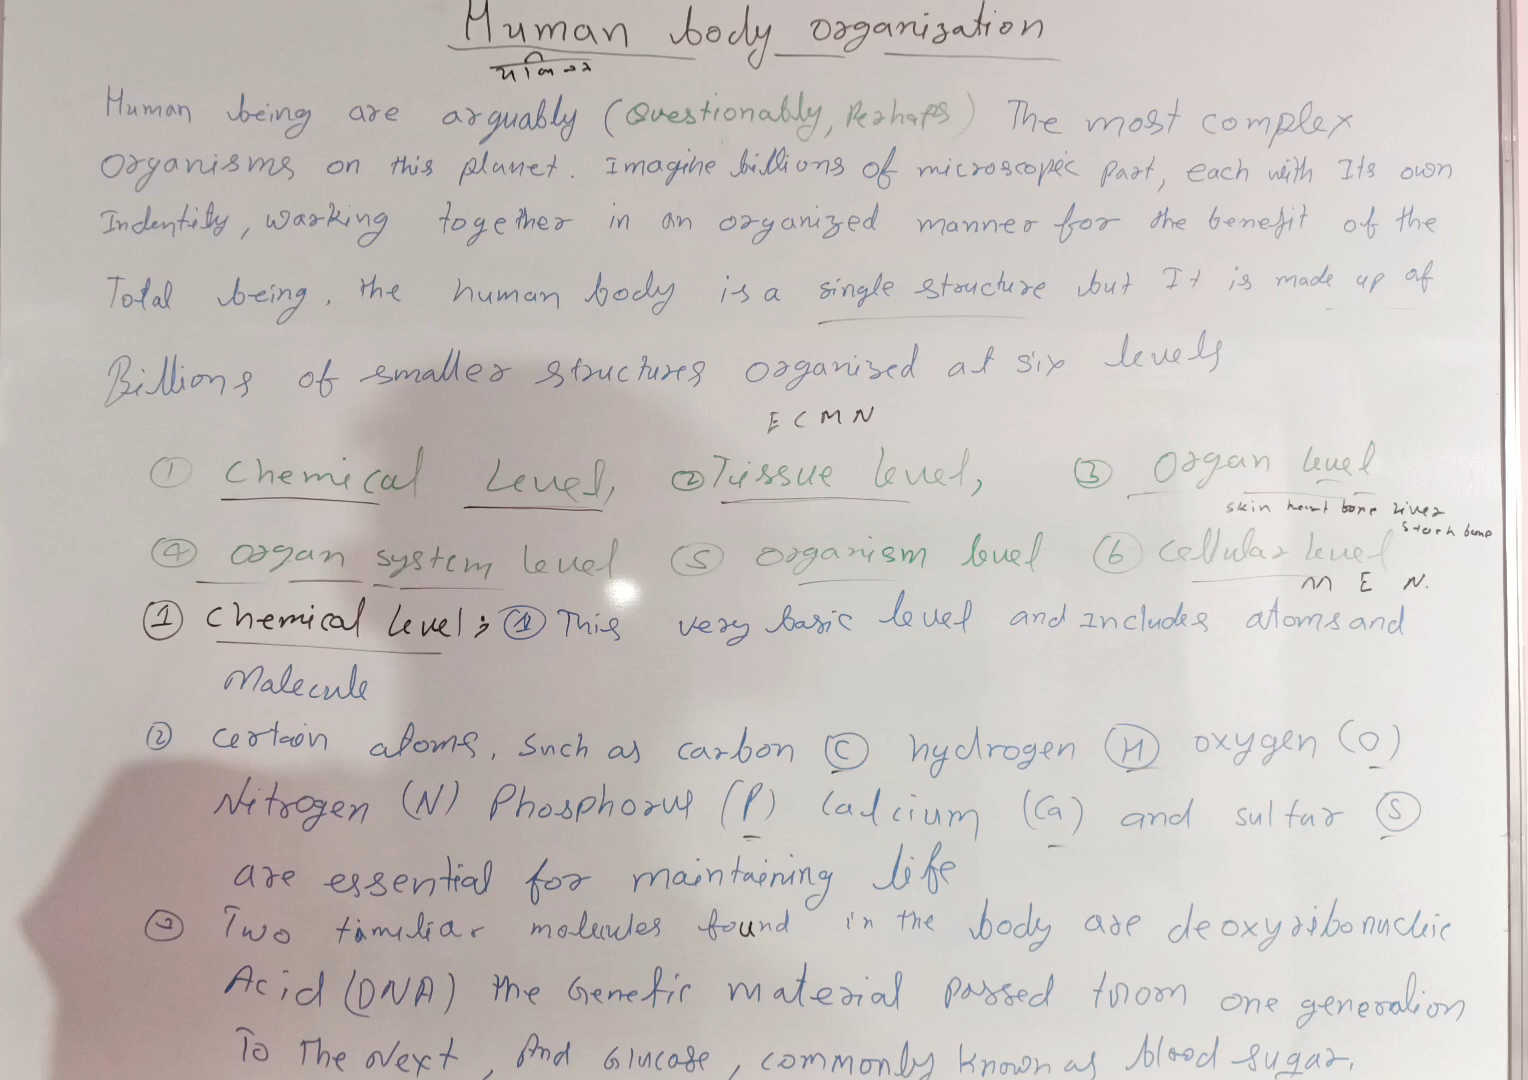 Human body organization
Human being are arguably (Questionably, Perhaps) The most complex
Organisms on this planet. Imagine billions of microscopic part, each with Its own
Indentity, warking together in an organized manner for the benefit of the
Total being, the human body is a single structure but It is made up of
Billions of smaller structures organized at six levels
E C M N
① Chemical Level, ② Tissue level, ③ Organ level
skin heart bone liver
④ organ system level ⑤ organism level ⑥ cellular level
M E N.
① Chemical Level ; ① This very basic level and Includes atoms and
Malecule
② certain atoms, such as carbon Ⓒ hydrogen Ⓗ oxygen (O)
Nitrogen (N) Phosphorus (P) Calcium (Ca) and sulfar Ⓢ
are essential for maintaining life
③ Two familiar molecules found in the body are deoxyribonucleic
Acid (DNA) the Genetic material passed from one generation
To The Next, And Glucose, commonly known as blood sugar.